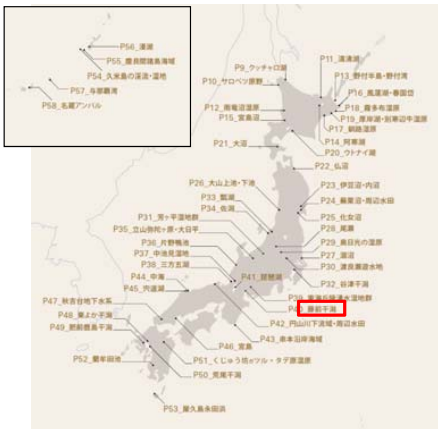 P56_漫湖
P55_慶良間諸島海域
P54_久米島の渓流・湿地
P57_与那覇湾
P58_名蔵アンパル
P9_クッチャロ湖
P10_サロベツ原野
P11_濤沸湖
P13_野付半島・野付湾
P16_風蓮湖・春国岱
P12_雨竜沼湿原
P15_宮島沼
P18_霧多布湿原
P19_厚岸湖・別寒辺牛湿原
P17_釧路湿原
P14_阿寒湖
P20_ウトナイ湖
P21_大沼
P22_仏沼
P26_大山上池・下池
P23_伊豆沼・内沼
P33_瓢湖
P24_蕪栗沼・周辺水田
P34_佐潟
P25_化女沼
P31_芳ヶ平湿地群
P28_尾瀬
P35_立山弥陀ヶ原・大日平
P29_奥日光の湿原
P36_片野鴨池
P27_涸沼
P37_中池見湿地
P30_渡良瀬遊水地
P38_三方五湖
P41_琵琶湖
P32_谷津干潟
P44_中海
P39_東海丘陵湧水湿地群
P45_宍道湖
P40_藤前干潟
P47_秋吉台地下水系
P42_円山川下流域・周辺水田
P48_東よか干潟
P43_串本沿岸海域
P49_肥前鹿島干潟
P46_宮島
P52_藺牟田池
P51_くじゅう坊ガツル・タデ原湿原
P50_荒尾干潟
P53_屋久島永田浜